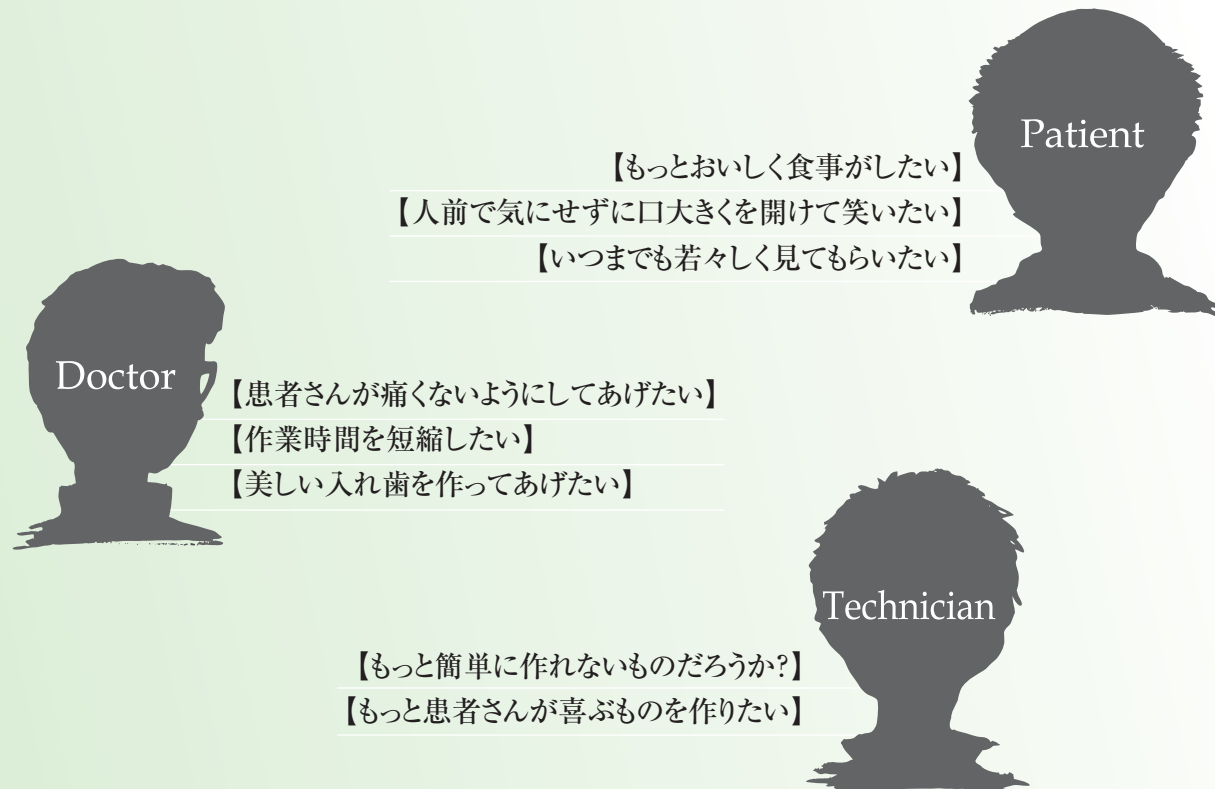 Patient
【もっとおいしく食事がしたい】
【人前で気にせずに口大きくを開けて笑いたい】
【いつまでも若々しく見てもらいたい】
Doctor
【患者さんが痛くないようにしてあげたい】
【作業時間を短縮したい】
【美しい入れ歯を作ってあげたい】
Technician
【もっと簡単に作れないものだろうか?】
【もっと患者さんが喜ぶものを作りたい】